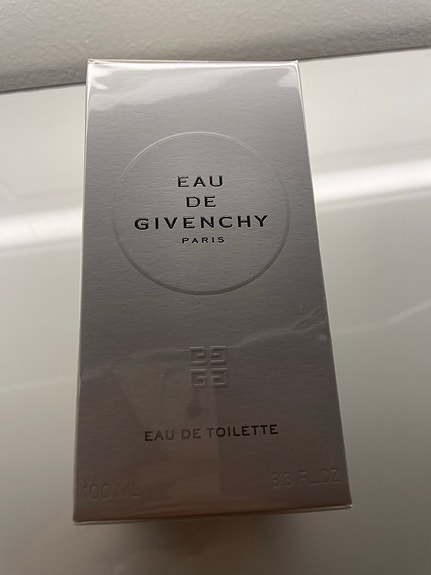 EAU
DE
GIVENCHY
PARIS
EAU DE TOILETTE
100 ML 3.3 FL.OZ